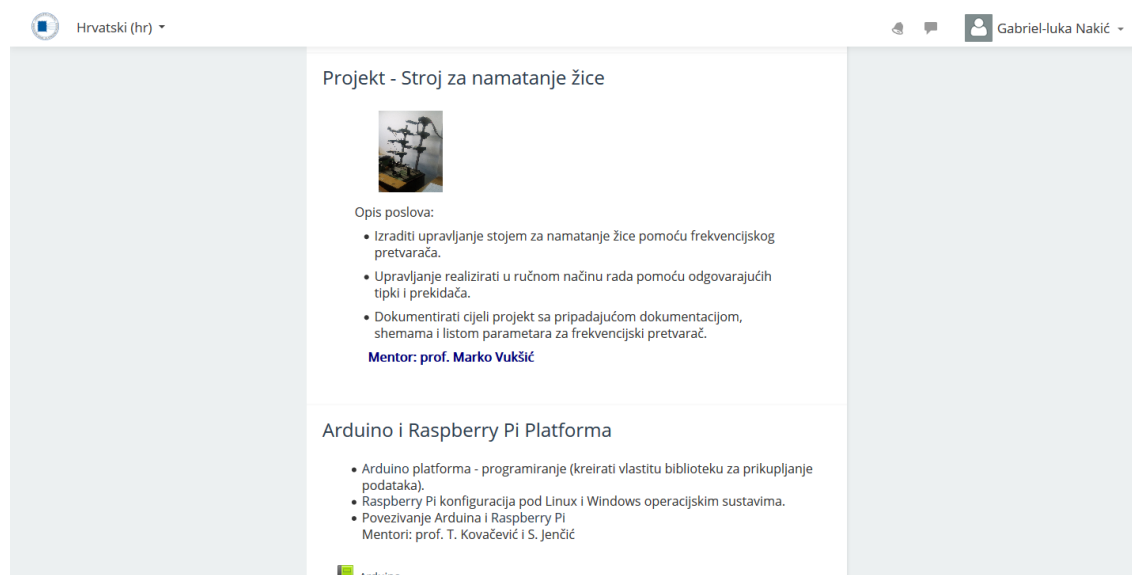 Hrvatski (hr)
Gabriel-luka Nakić
Projekt - Stroj za namatanje žice
Opis poslova:
Izraditi upravljanje stojem za namatanje žice pomoću frekvencijskog
pretvarača.
Upravljanje realizirati u ručnom načinu rada pomoću odgovarajućih
tipki i prekidača.
Dokumentirati cijeli projekt sa pripadajućom dokumentacijom,
shemama i listom parametara za frekvencijski pretvarač.
Mentor: prof. Marko Vukšić
Arduino i Raspberry Pi Platforma
Arduino platforma - programiranje (kreirati vlastitu biblioteku za prikupljanje
podataka).
Raspberry Pi konfiguracija pod Linux i Windows operacijskim sustavima.
Povezivanje Arduina i Raspberry Pi
Mentori: prof. T. Kovačević i S. Jenčić